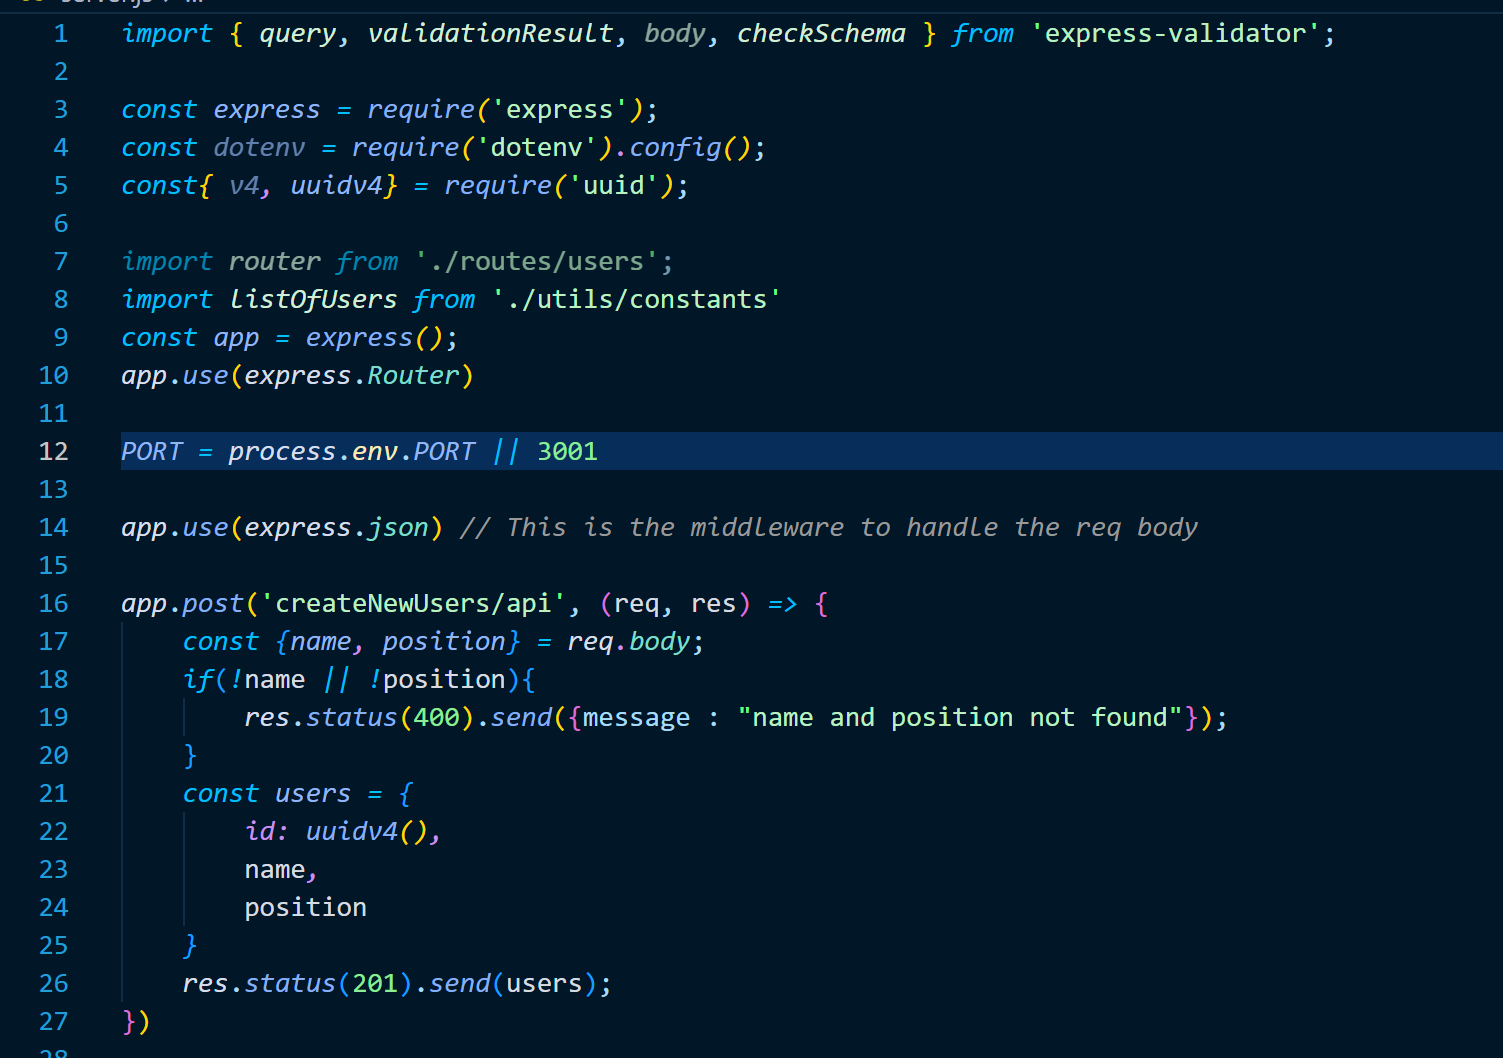 1 import { query, validationResult, body, checkSchema } from 'express-validator';
2
3 const express = require('express');
4 const dotenv = require('dotenv').config();
5 const{ v4, uuidv4} = require('uuid');
6
7 import router from './routes/users';
8 import listOfUsers from './utils/constants'
9 const app = express();
10 app.use(express.Router)
11
12 PORT = process.env.PORT || 3001
13
14 app.use(express.json) // This is the middleware to handle the req body
15
16 app.post('createNewUsers/api', (req, res) => {
17     const {name, position} = req.body;
18     if(!name || !position){
19         res.status(400).send({message : "name and position not found"});
20     }
21     const users = {
22         id: uuidv4(),
23         name,
24         position
25     }
26     res.status(201).send(users);
27 })
28